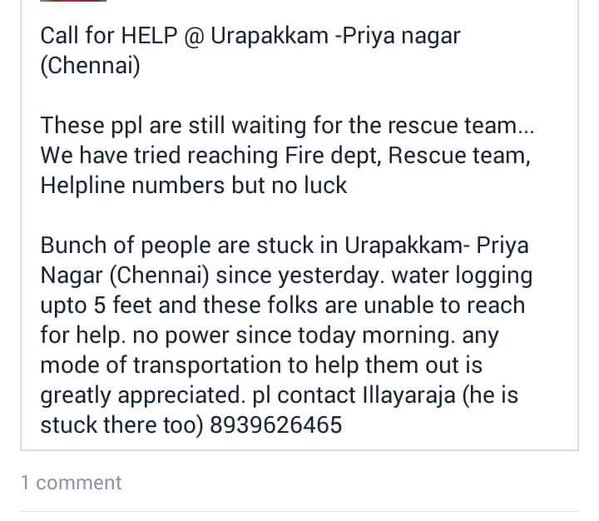 Call for HELP @ Urapakkam -Priya nagar
(Chennai)
These ppl are still waiting for the rescue team...
We have tried reaching Fire dept, Rescue team,
Helpline numbers but no luck
Bunch of people are stuck in Urapakkam- Priya
Nagar (Chennai) since yesterday. water logging
upto 5 feet and these folks are unable to reach
for help. no power since today morning. any
mode of transportation to help them out is
greatly appreciated. pl contact Illayaraja (he is
stuck there too) 8939626465
1 comment